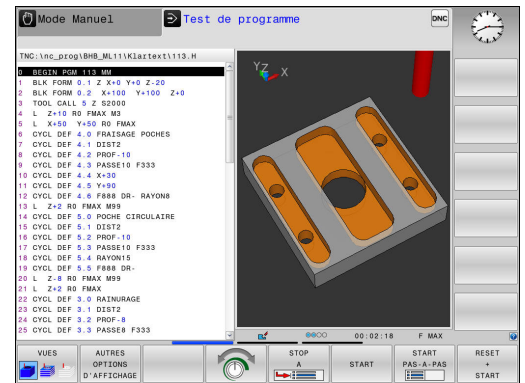 Mode Manuel
Test de programme
DNC
TNC:\nc_prog\BHB_ML11\Klartext\113.H
0 BEGIN PGM 113 MM
1 BLK FORM 0.1 Z X+0 Y+0 Z-20
2 BLK FORM 0.2 X+100 Y+100 Z+0
3 TOOL CALL 5 Z S2000
4 L Z+10 R0 FMAX M3
5 L X+50 Y+50 R0 FMAX
6 CYCL DEF 4.0 FRAISAGE POCHES
7 CYCL DEF 4.1 DIST2
8 CYCL DEF 4.2 PROF-10
9 CYCL DEF 4.3 PASSE10 F333
10 CYCL DEF 4.4 X+30
11 CYCL DEF 4.5 Y+90
12 CYCL DEF 4.6 F888 DR- RAYON8
13 L Z+2 R0 FMAX M99
14 CYCL DEF 5.0 POCHE CIRCULAIRE
15 CYCL DEF 5.1 DIST2
16 CYCL DEF 5.2 PROF-10
17 CYCL DEF 5.3 PASSE10 F333
18 CYCL DEF 5.4 RAYON15
19 CYCL DEF 5.5 F888 DR-
20 L Z-8 R0 FMAX M99
21 L Z+2 R0 FMAX
22 CYCL DEF 3.0 RAINURAGE
23 CYCL DEF 3.1 DIST2
24 CYCL DEF 3.2 PROF-8
25 CYCL DEF 3.3 PASSE8 F333
Y Z X
00:02:18 F MAX
VUES
AUTRES OPTIONS D'AFFICHAGE
STOP A
START
START PAS-A-PAS
RESET + START